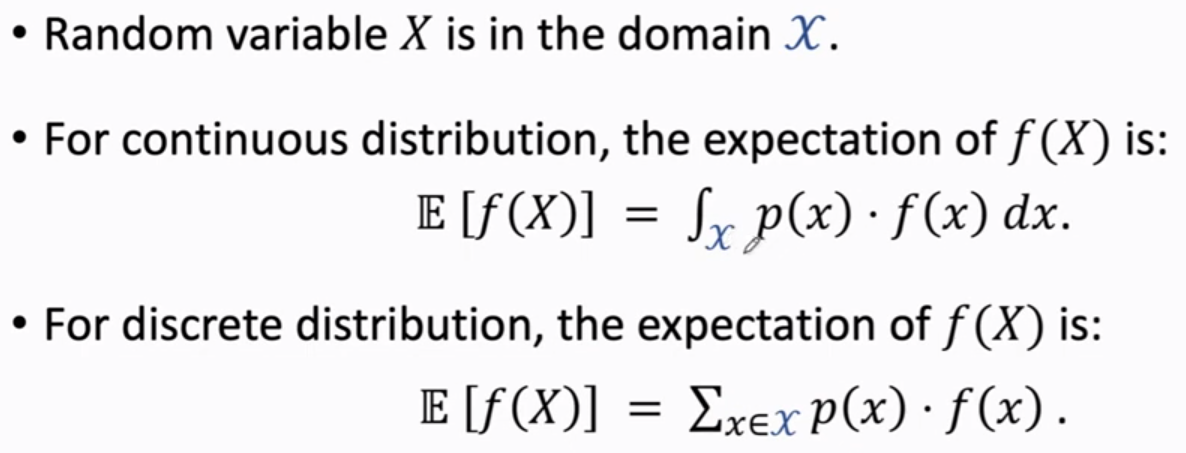 • Random variable X is in the domain 𝒳.
• For continuous distribution, the expectation of f(X) is:
𝔼 [f(X)] = ∫_𝒳 p(x) · f(x) dx.
• For discrete distribution, the expectation of f(X) is:
𝔼 [f(X)] = ∑_{x∈𝒳} p(x) · f(x) .